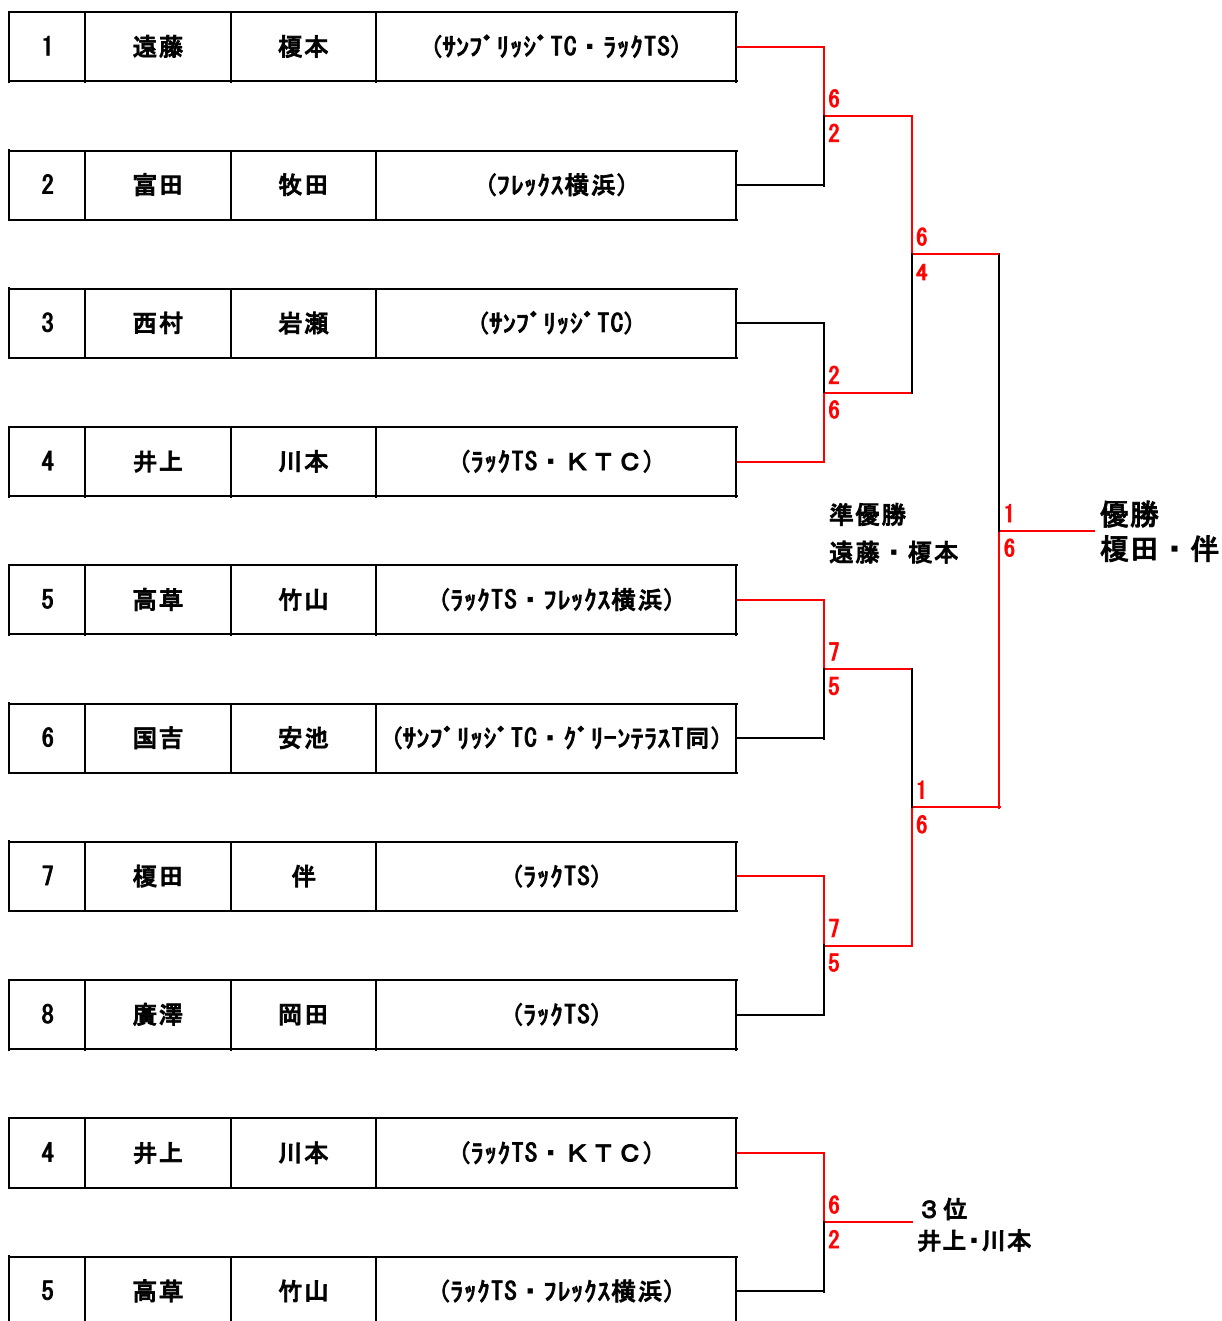 1 遠藤 榎本 (ｻﾝﾌﾞﾘｯｼﾞTC・ﾗｯｸTS)
6
2
2 富田 牧田 (ﾌﾚｯｸｽ横浜)
6
4
3 西村 岩瀬 (ｻﾝﾌﾞﾘｯｼﾞTC)
2
6
4 井上 川本 (ﾗｯｸTS・ＫＴＣ)
準優勝 1 優勝
遠藤・榎本 6 榎田・伴
5 高草 竹山 (ﾗｯｸTS・ﾌﾚｯｸｽ横浜)
7
5
6 国吉 安池 (ｻﾝﾌﾞﾘｯｼﾞTC・ｸﾞﾘｰﾝﾃﾗｽT同)
1
6
7 榎田 伴 (ﾗｯｸTS)
7
5
8 廣澤 岡田 (ﾗｯｸTS)
4 井上 川本 (ﾗｯｸTS・ＫＴＣ)
6 ３位
2 井上・川本
5 高草 竹山 (ﾗｯｸTS・ﾌﾚｯｸｽ横浜)